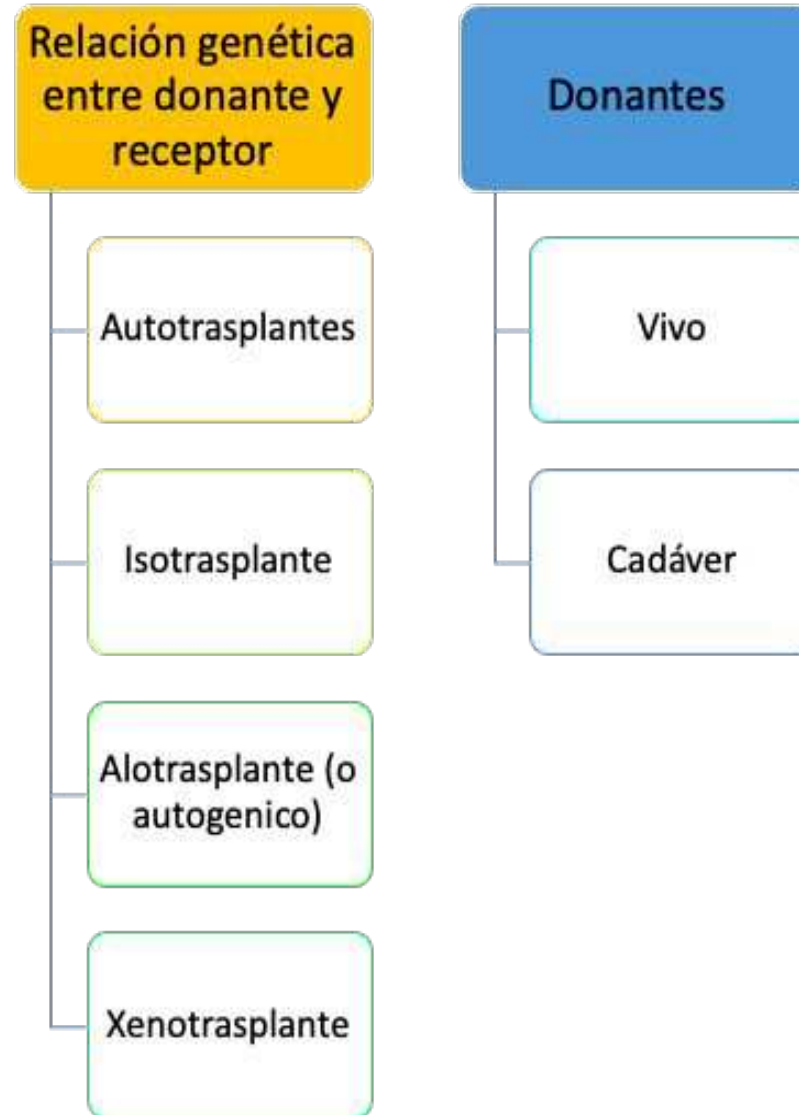 Relación genética
entre donante y
receptor
Autotrasplantes
Isotrasplante
Alotrasplante (o
autogenico)
Xenotrasplante
Donantes
Vivo
Cadáver